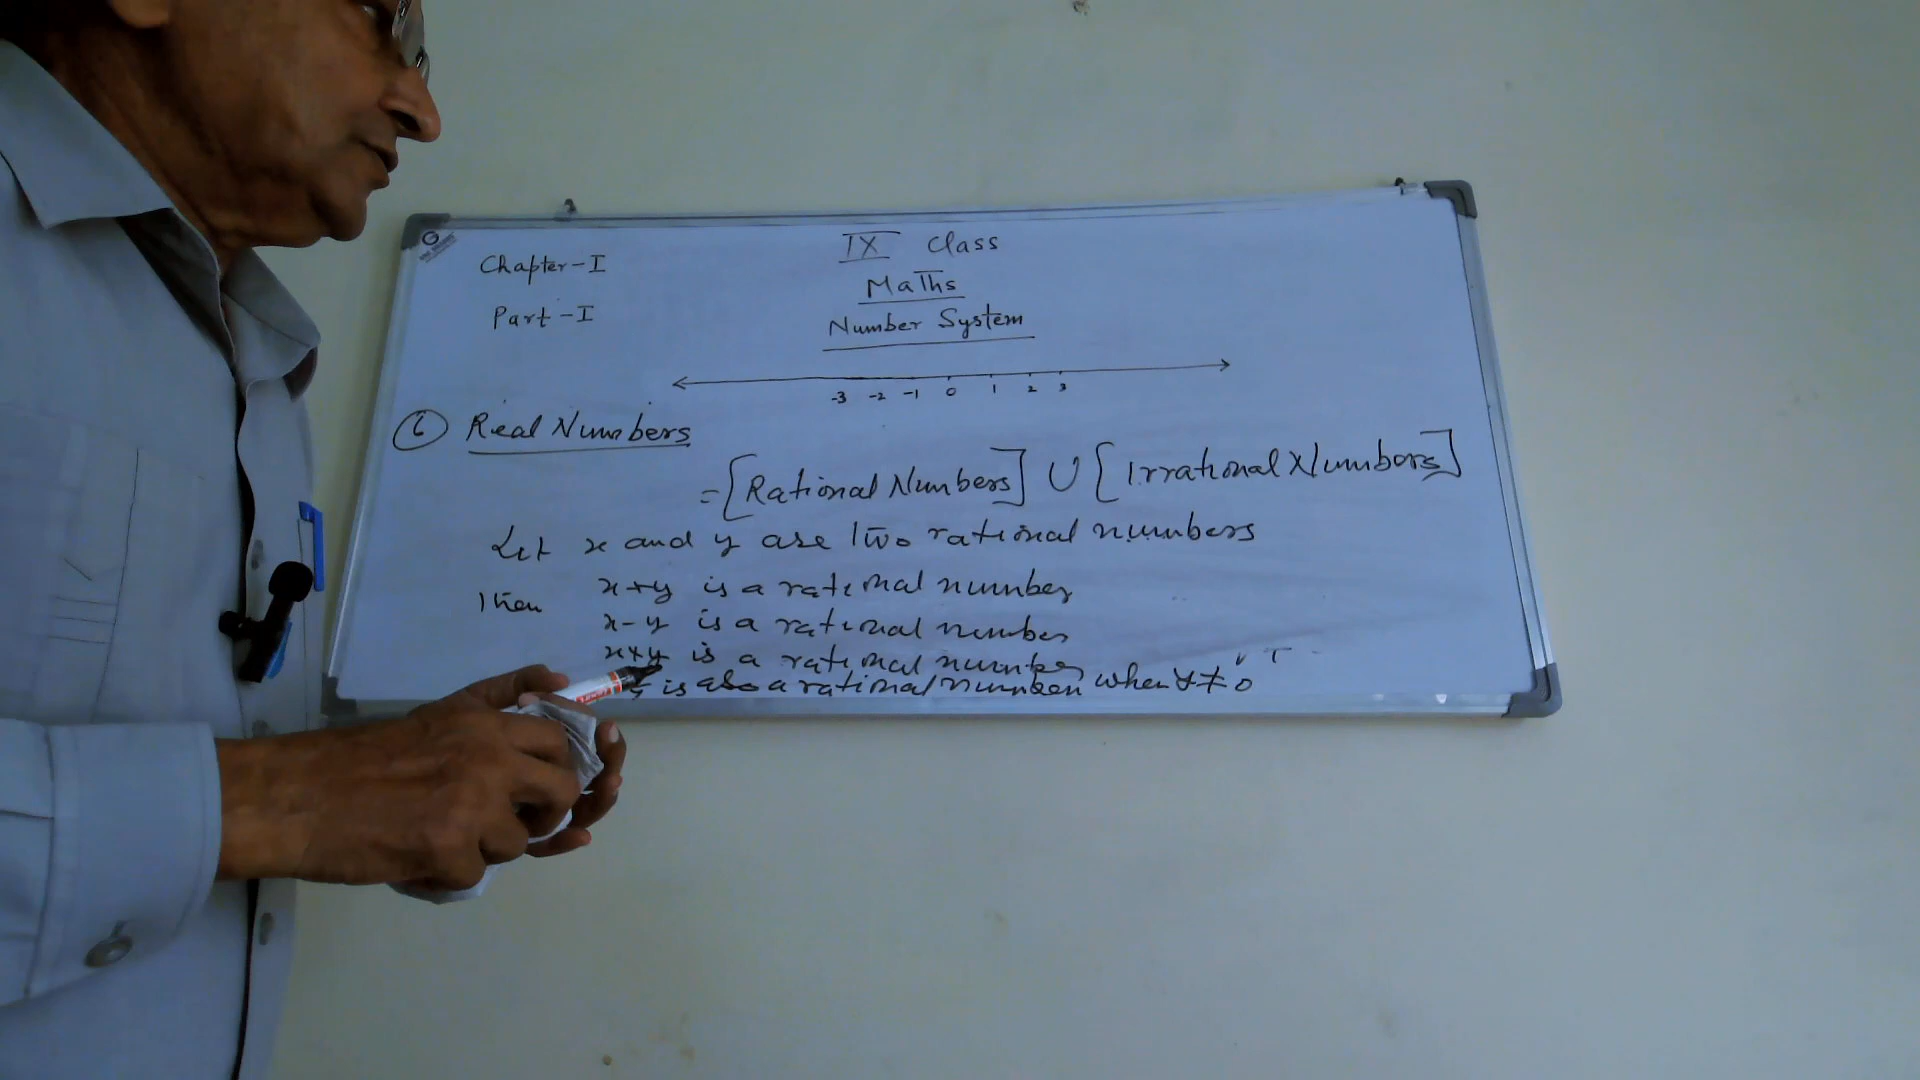 IX Class
Chapter-I
Maths
Part-I
Number System
-3 -2 -1 0 1 2 3
6 Real Numbers
= [Rational Numbers] ∪ [Irrational Numbers]
Let x and y are two rational numbers
Then x+y is a rational number
x-y is a rational number
x×y is a rational number
is also a rational number when y≠0